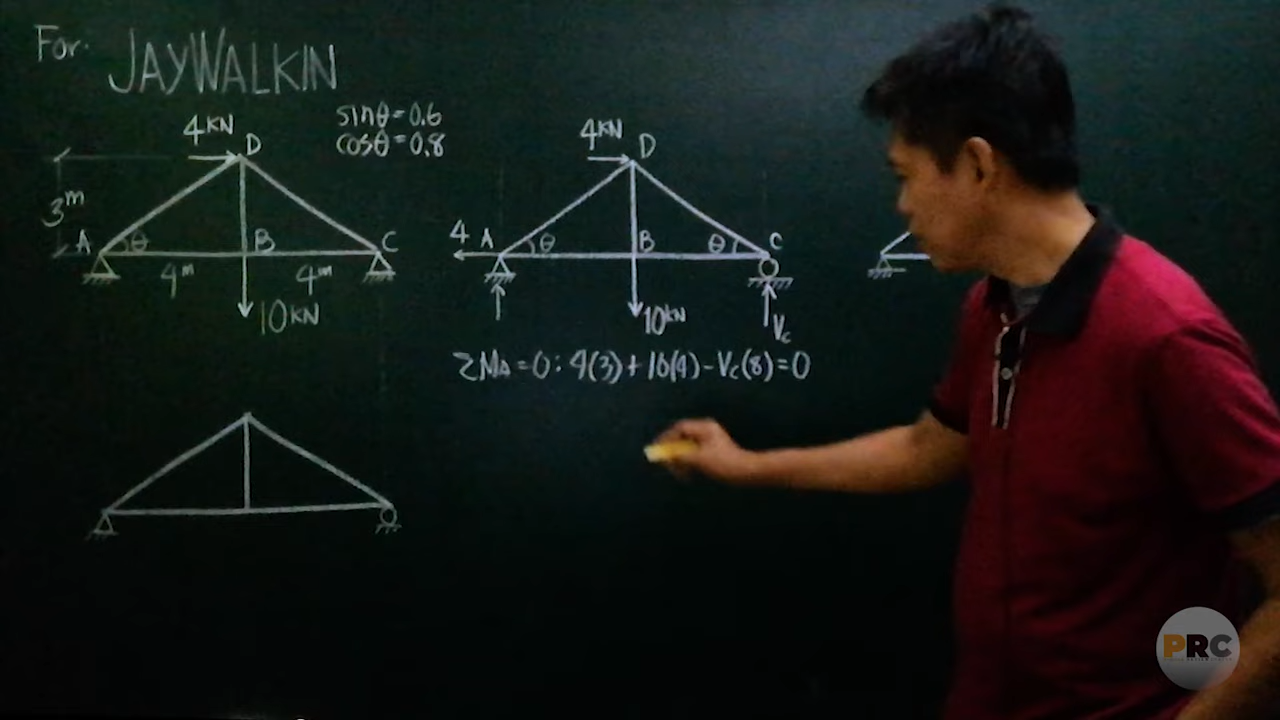 For: JAYWALKIN
4KN
D
sinθ=0.6
cosθ=0.8
3m
A
θ
B
C
4m
4m
10KN
4KN
D
4
A
θ
B
θ
C
10KN
Vc
ΣMA=0: 4(3)+10(4)-Vc(8)=0
PRC